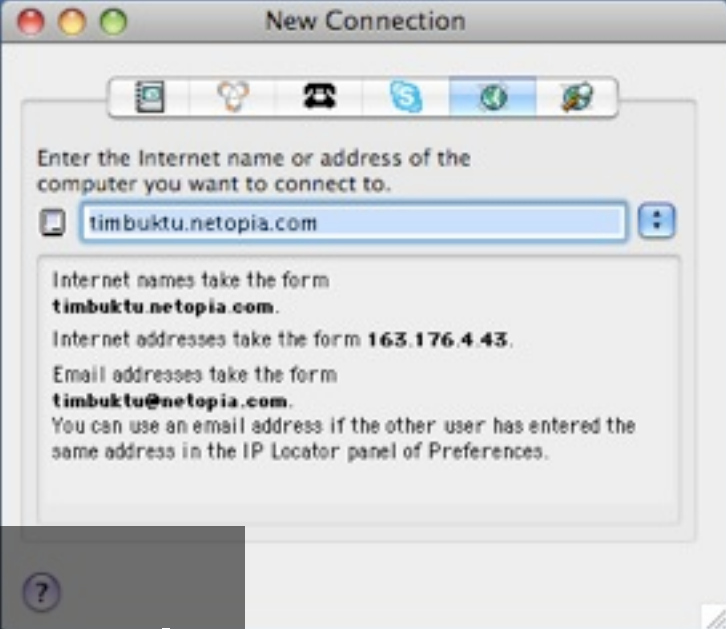 New Connection
Enter the Internet name or address of the
computer you want to connect to.
timbuktu.netopia.com
Internet names take the form
timbuktu.netopia.com.
Internet addresses take the form 163.176.4.43.
Email addresses take the form
timbuktu@netopia.com.
You can use an email address if the other user has entered the
same address in the IP Locator panel of Preferences.
?